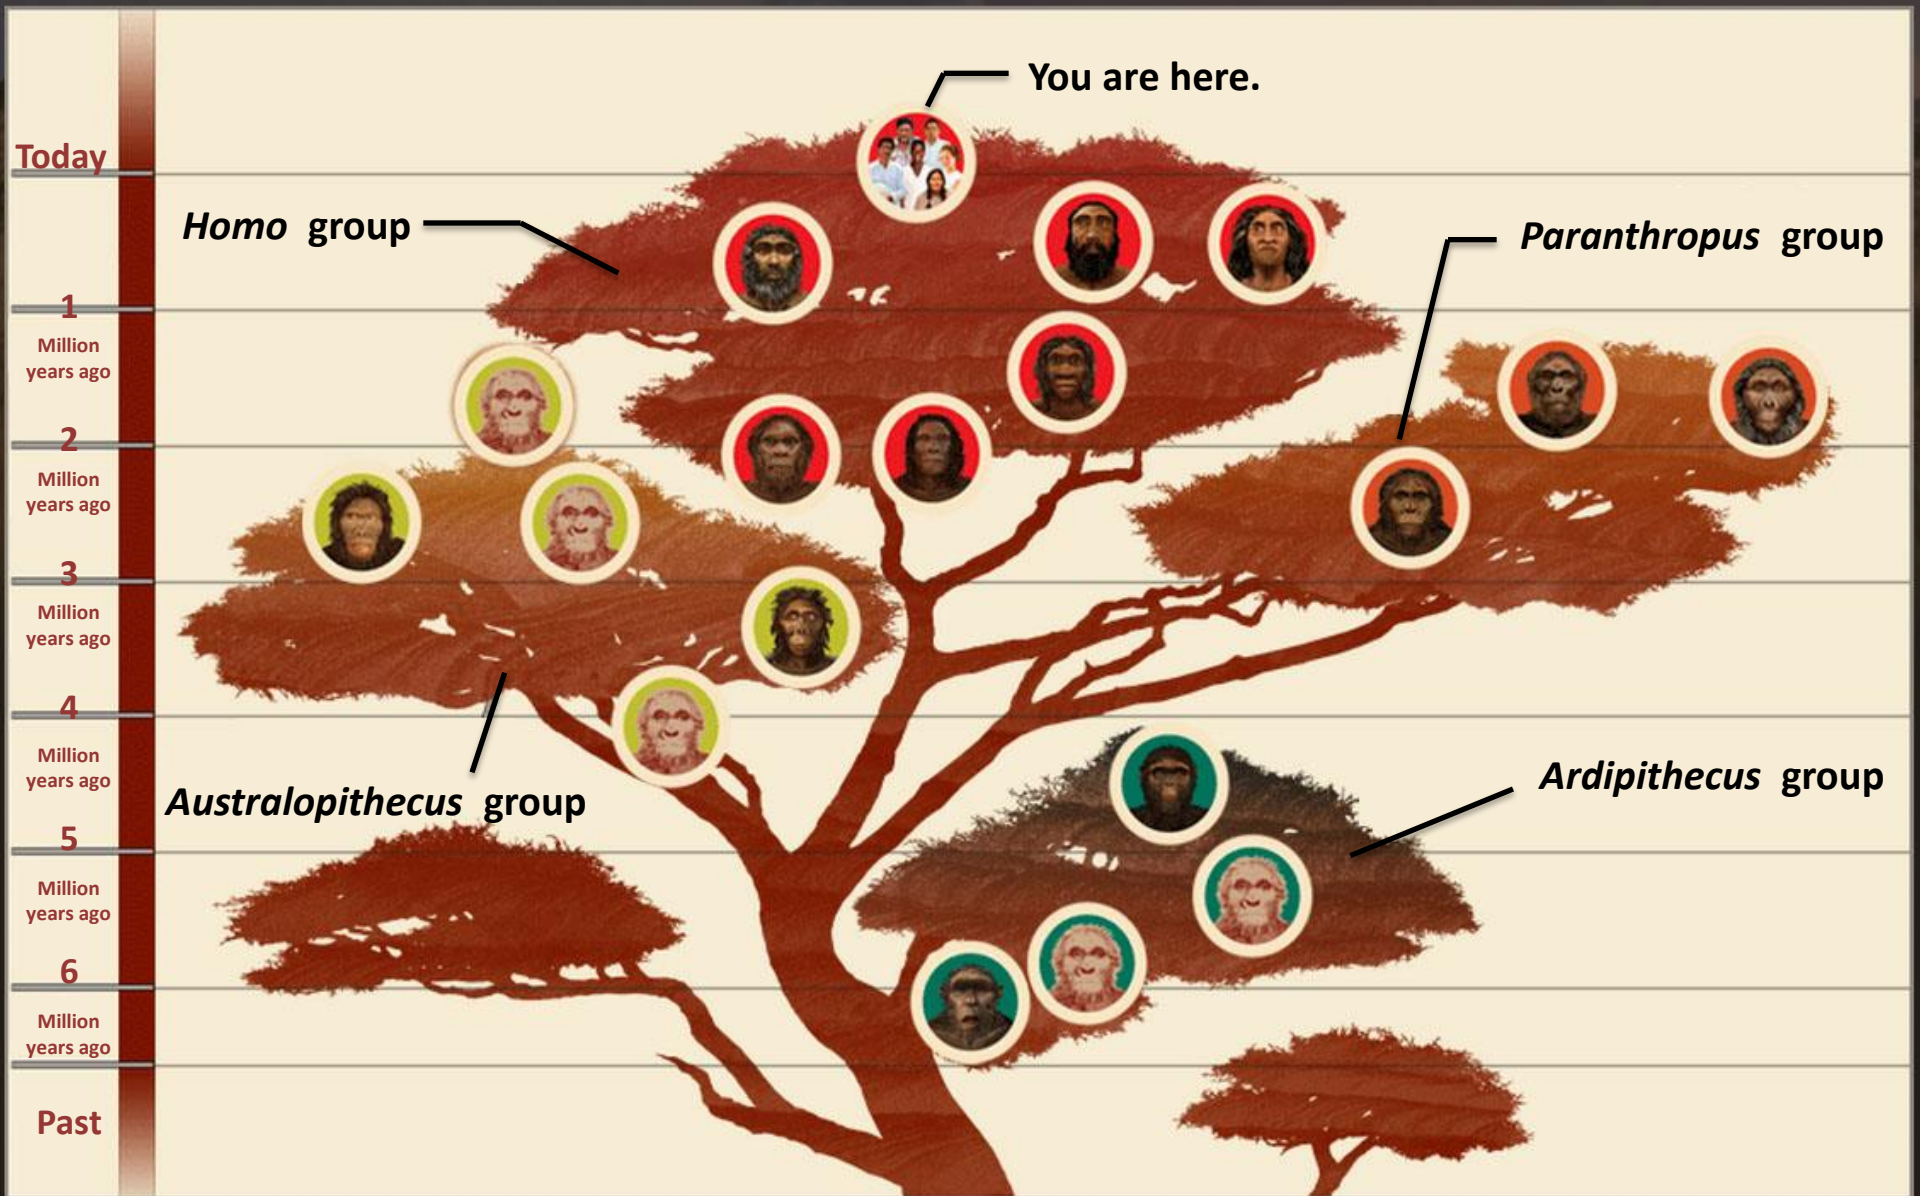 You are here.
Today
Homo group
Paranthropus group
1
Million
years ago
2
Million
years ago
3
Million
years ago
4
Million
years ago
Australopithecus group
Ardipithecus group
5
Million
years ago
6
Million
years ago
Past